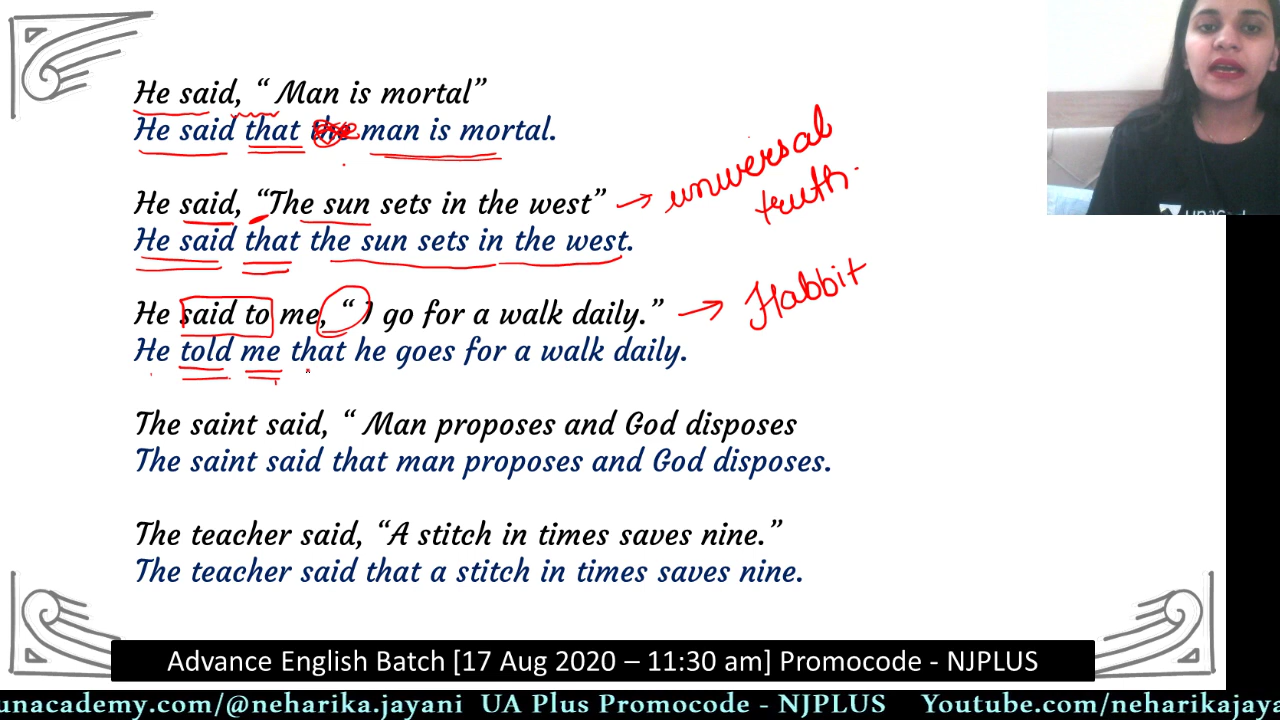 He said, “ Man is mortal”
He said that the man is mortal.
He said, “The sun sets in the west” → universal truth.
He said that the sun sets in the west.
He said to me, “ I go for a walk daily.” → Habbit
He told me that he goes for a walk daily.
The saint said, “ Man proposes and God disposes
The saint said that man proposes and God disposes.
The teacher said, “A stitch in times saves nine.”
The teacher said that a stitch in times saves nine.
Advance English Batch [17 Aug 2020 – 11:30 am] Promocode - NJPLUS
unacademy.com/@neharika.jayani UA Plus Promocode - NJPLUS Youtube.com/neharikajaya